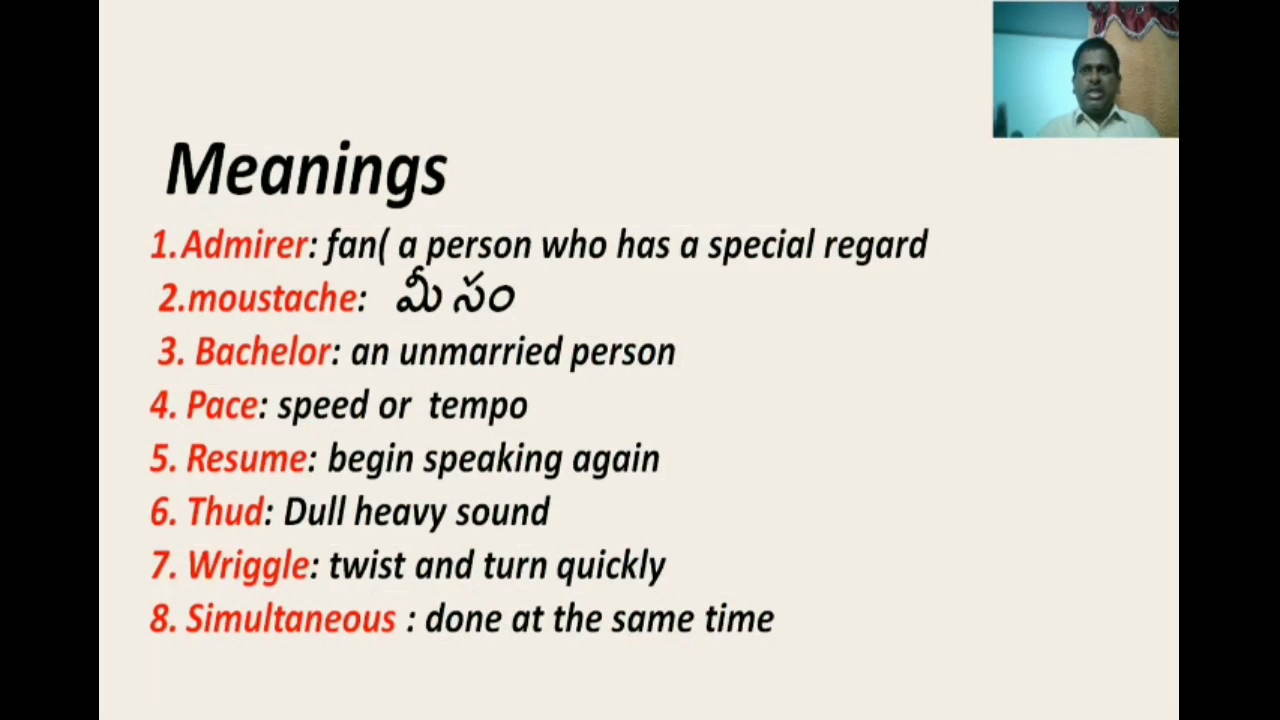 Meanings
1.Admirer: fan( a person who has a special regard
2.moustache: మీ సం
3. Bachelor: an unmarried person
4. Pace: speed or tempo
5. Resume: begin speaking again
6. Thud: Dull heavy sound
7. Wriggle: twist and turn quickly
8. Simultaneous : done at the same time